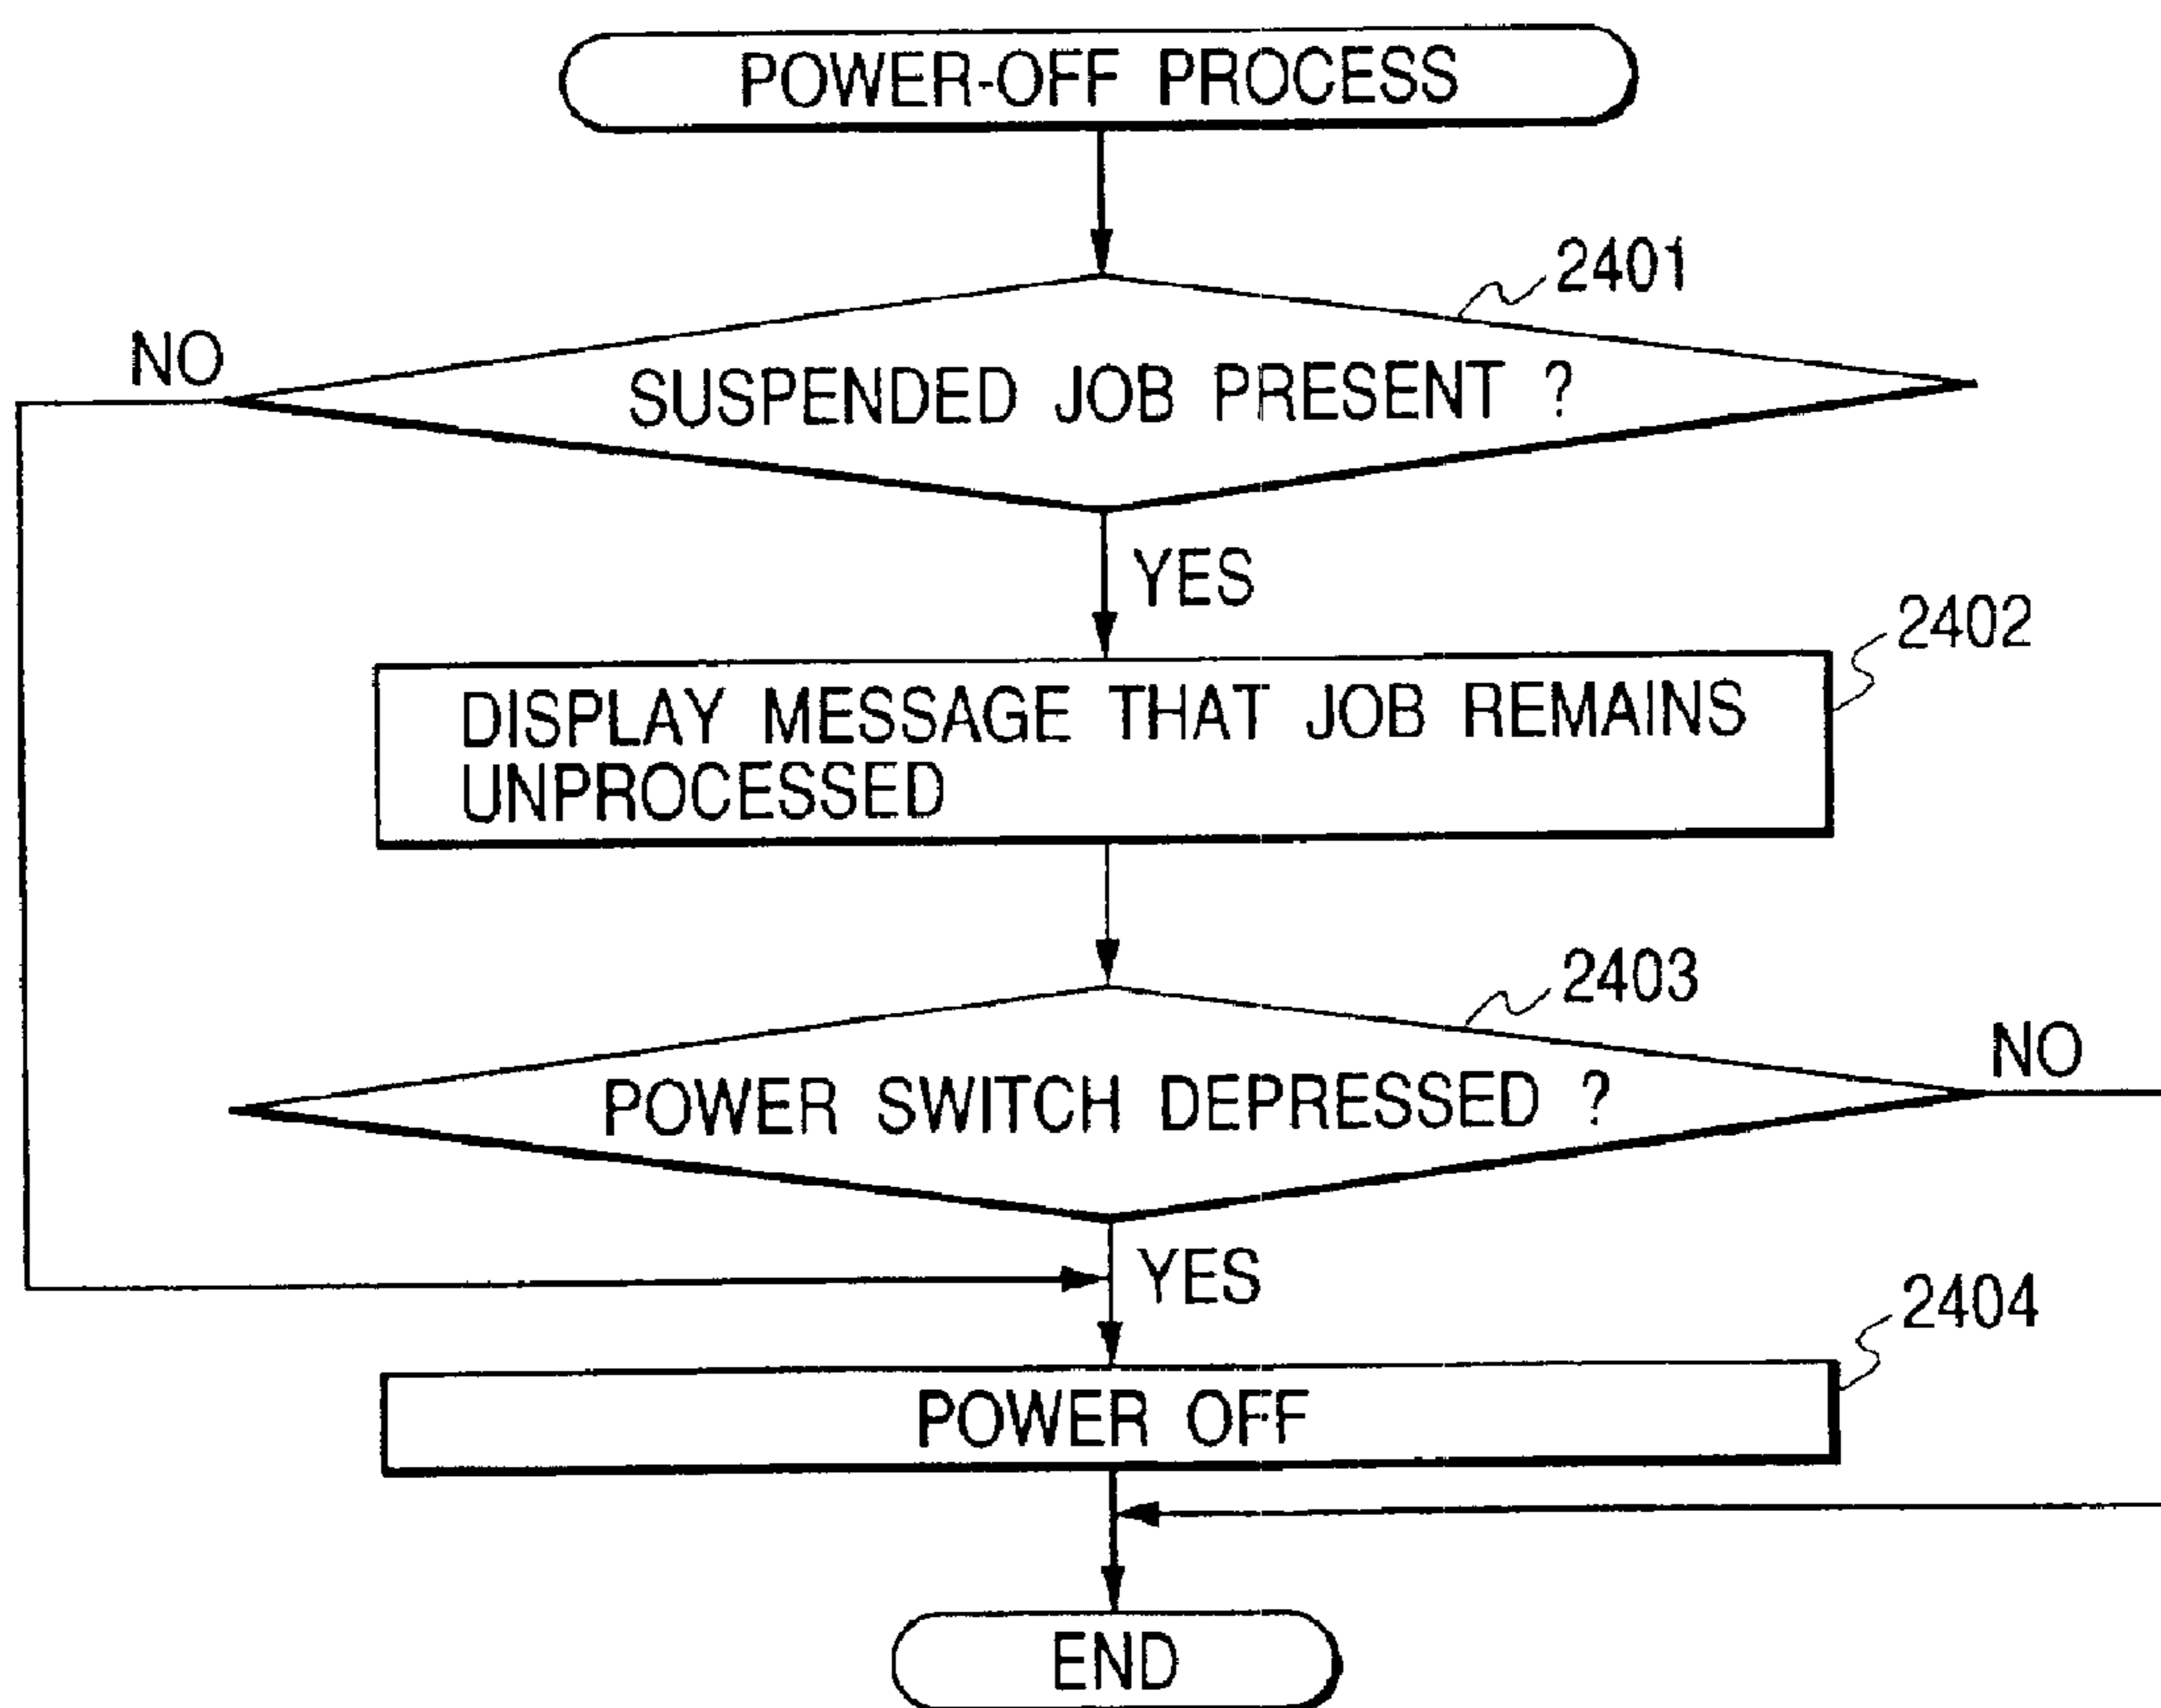 POWER-OFF PROCESS
2401
NO
SUSPENDED JOB PRESENT ?
YES
2402
DISPLAY MESSAGE THAT JOB REMAINS
UNPROCESSED
2403
NO
POWER SWITCH DEPRESSED ?
YES
2404
POWER OFF
END